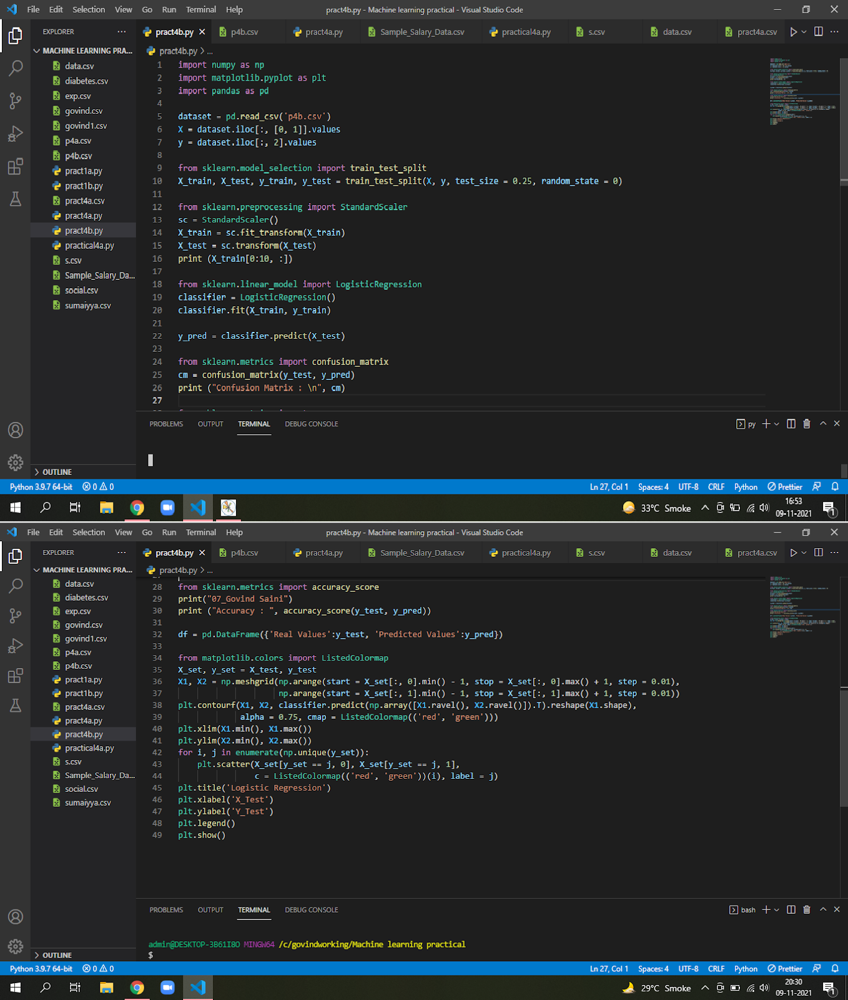 File Edit Selection View Go Run Terminal Help pract4b.py - Machine learning practical - Visual Studio Code
EXPLORER ...
pract4b.py p4b.csv pract4a.py Sample_Salary_Data.csv practical4a.py s.csv data.csv pract4a.csv
MACHINE LEARNING PRA...
data.csv
diabetes.csv
exp.csv
govind.csv
govind1.csv
p4a.csv
p4b.csv
pract1a.py
pract1b.py
pract4a.csv
pract4a.py
pract4b.py
practical4a.py
s.csv
Sample_Salary_Da...
social.csv
sumaiyya.csv
OUTLINE
pract4b.py > ...
1 import numpy as np
2 import matplotlib.pyplot as plt
3 import pandas as pd
4
5 dataset = pd.read_csv('p4b.csv')
6 X = dataset.iloc[:, [0, 1]].values
7 y = dataset.iloc[:, 2].values
8
9 from sklearn.model_selection import train_test_split
10 X_train, X_test, y_train, y_test = train_test_split(X, y, test_size = 0.25, random_state = 0)
11
12 from sklearn.preprocessing import StandardScaler
13 sc = StandardScaler()
14 X_train = sc.fit_transform(X_train)
15 X_test = sc.transform(X_test)
16 print (X_train[0:10, :])
17
18 from sklearn.linear_model import LogisticRegression
19 classifier = LogisticRegression()
20 classifier.fit(X_train, y_train)
21
22 y_pred = classifier.predict(X_test)
23
24 from sklearn.metrics import confusion_matrix
25 cm = confusion_matrix(y_test, y_pred)
26 print ("Confusion Matrix : \n", cm)
27
PROBLEMS OUTPUT TERMINAL DEBUG CONSOLE py
Python 3.9.7 64-bit 0 0 Ln 27, Col 1 Spaces: 4 UTF-8 CRLF Python Prettier
33°C Smoke 16:53
09-11-2021 1
File Edit Selection View Go Run Terminal Help pract4b.py - Machine learning practical - Visual Studio Code
EXPLORER ...
pract4b.py p4b.csv pract4a.py Sample_Salary_Data.csv practical4a.py s.csv data.csv pract4a.csv
MACHINE LEARNING PRA...
data.csv
diabetes.csv
exp.csv
govind.csv
govind1.csv
p4a.csv
p4b.csv
pract1a.py
pract1b.py
pract4a.csv
pract4a.py
pract4b.py
practical4a.py
s.csv
Sample_Salary_Da...
social.csv
sumaiyya.csv
OUTLINE
pract4b.py > ...
28 from sklearn.metrics import accuracy_score
29 print("07_Govind Saini")
30 print ("Accuracy : ", accuracy_score(y_test, y_pred))
31
32 df = pd.DataFrame({'Real Values':y_test, 'Predicted Values':y_pred})
33
34 from matplotlib.colors import ListedColormap
35 X_set, y_set = X_test, y_test
36 X1, X2 = np.meshgrid(np.arange(start = X_set[:, 0].min() - 1, stop = X_set[:, 0].max() + 1, step = 0.01),
37 np.arange(start = X_set[:, 1].min() - 1, stop = X_set[:, 1].max() + 1, step = 0.01))
38 plt.contourf(X1, X2, classifier.predict(np.array([X1.ravel(), X2.ravel()]).T).reshape(X1.shape),
39 alpha = 0.75, cmap = ListedColormap(('red', 'green')))
40 plt.xlim(X1.min(), X1.max())
41 plt.ylim(X2.min(), X2.max())
42 for i, j in enumerate(np.unique(y_set)):
43 plt.scatter(X_set[y_set == j, 0], X_set[y_set == j, 1],
44 c = ListedColormap(('red', 'green'))(i), label = j)
45 plt.title('Logistic Regression')
46 plt.xlabel('X_Test')
47 plt.ylabel('Y_Test')
48 plt.legend()
49 plt.show()
PROBLEMS OUTPUT TERMINAL DEBUG CONSOLE bash
admin@DESKTOP-3B61I8O MINGW64 /c/govindworking/Machine learning practical
$
Python 3.9.7 64-bit 0 0 Ln 27, Col 1 Spaces: 4 UTF-8 CRLF Python Prettier
29°C Smoke 20:30
09-11-2021 1